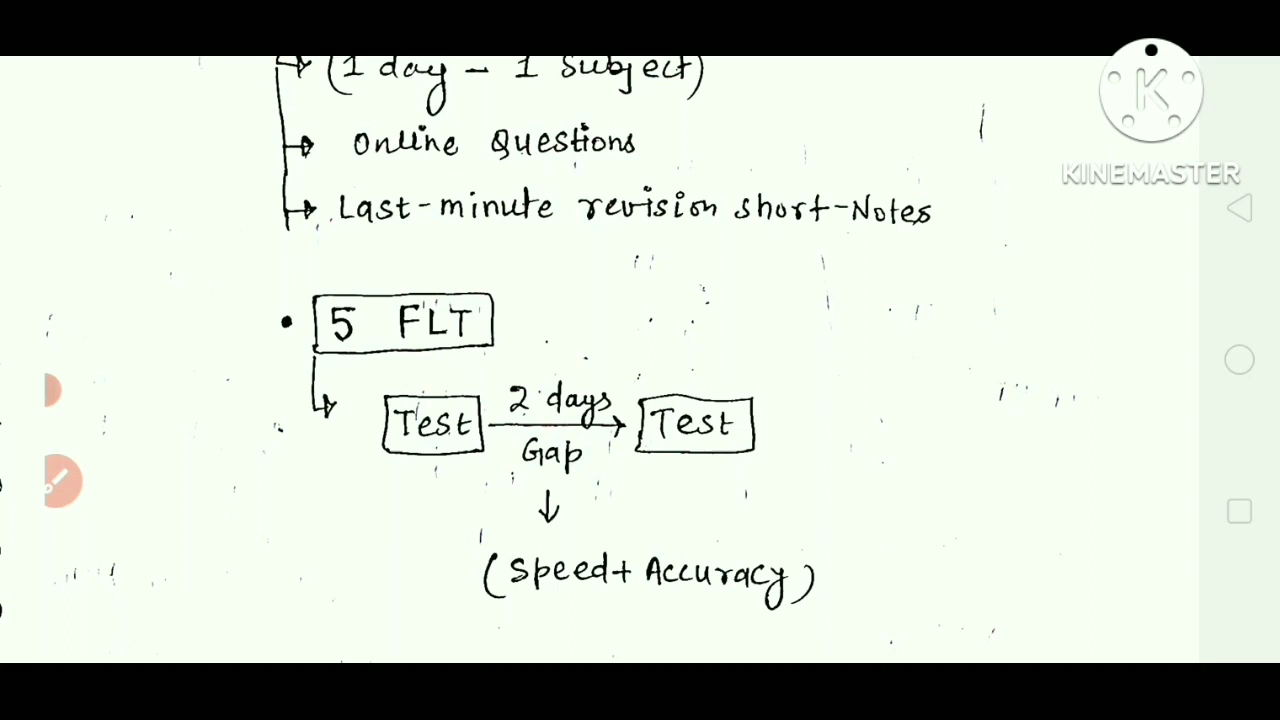 (1 day - 1 subject)
Online Questions
Last-minute revision short-Notes
KINEMASTER
5 FLT
Test 2 days Gap Test
(Speed + Accuracy)